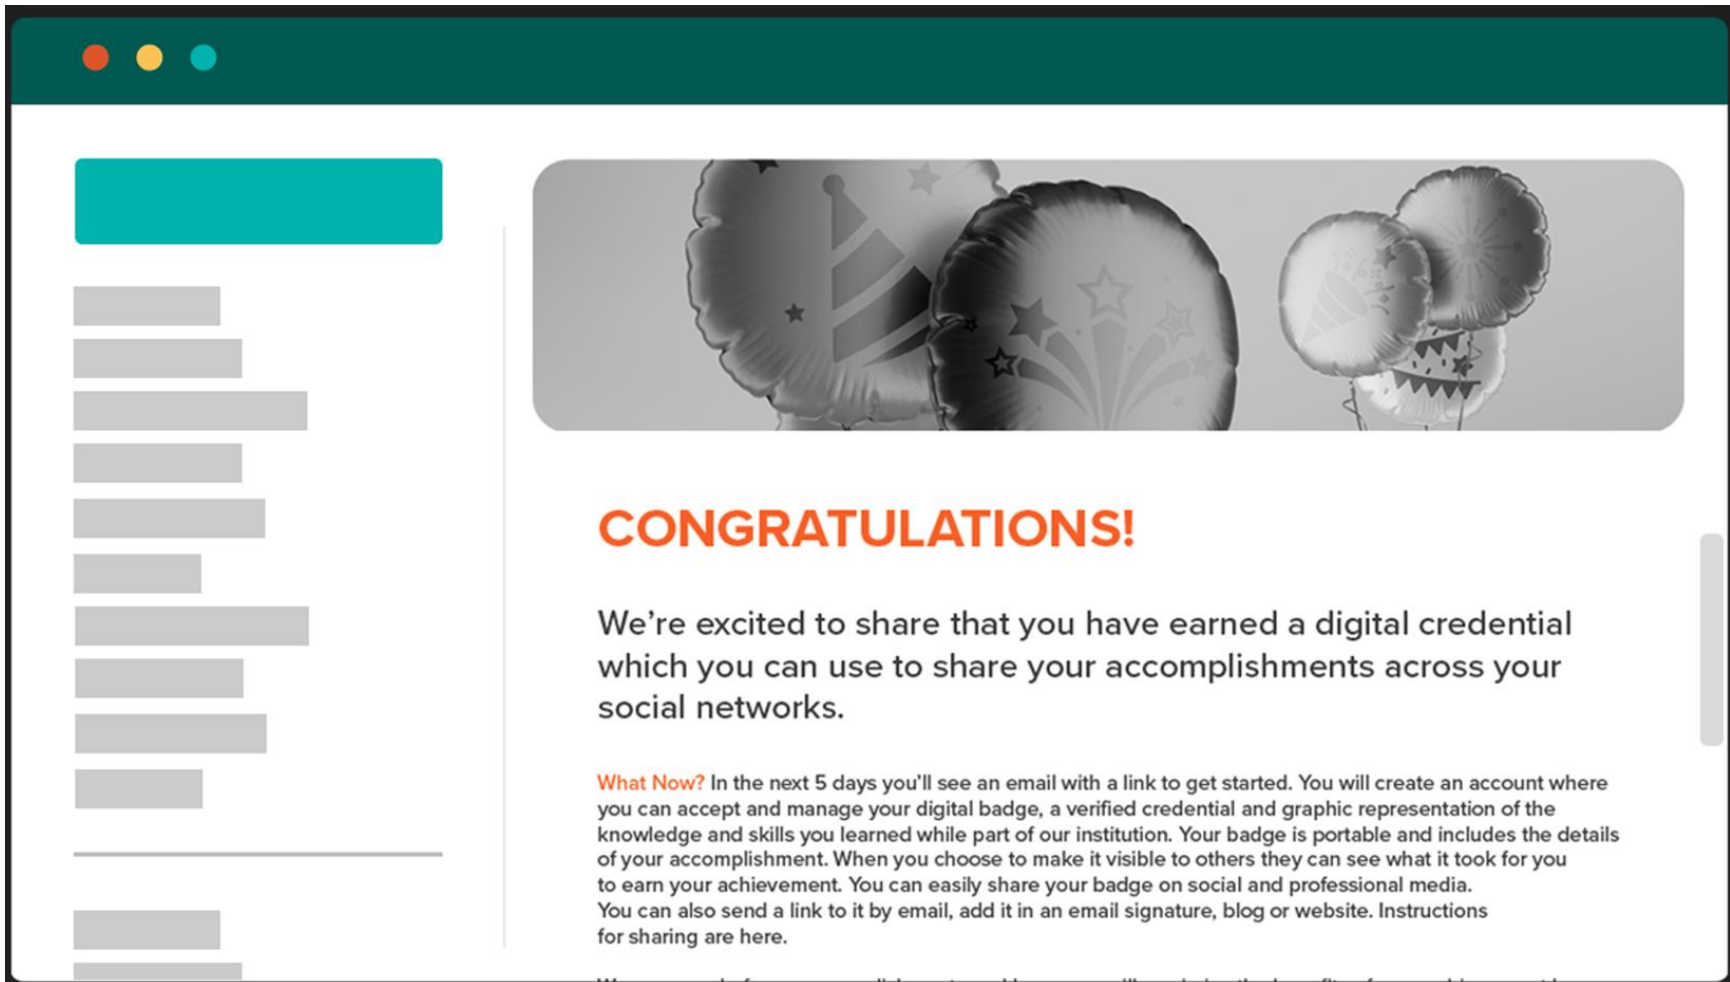 CONGRATULATIONS!
We’re excited to share that you have earned a digital credential
which you can use to share your accomplishments across your
social networks.
What Now? In the next 5 days you’ll see an email with a link to get started. You will create an account where
you can accept and manage your digital badge, a verified credential and graphic representation of the
knowledge and skills you learned while part of our institution. Your badge is portable and includes the details
of your accomplishment. When you choose to make it visible to others they can see what it took for you
to earn your achievement. You can easily share your badge on social and professional media.
You can also send a link to it by email, add it in an email signature, blog or website. Instructions
for sharing are here.